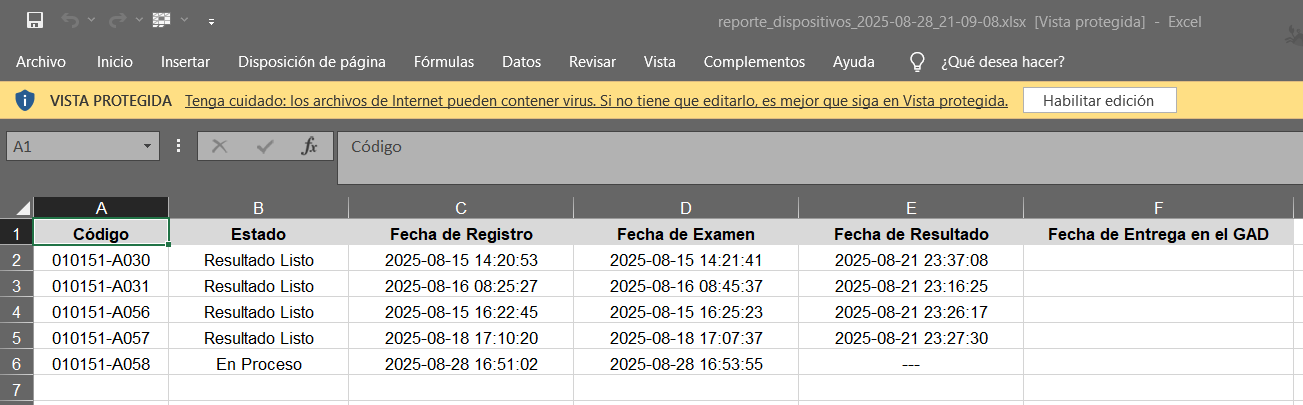 reporte_dispositivos_2025-08-28_21-09-08.xlsx [Vista protegida] - Excel
Archivo Inicio Insertar Disposición de página Fórmulas Datos Revisar Vista Complementos Ayuda ¿Qué desea hacer?
VISTA PROTEGIDA Tenga cuidado: los archivos de Internet pueden contener virus. Si no tiene que editarlo, es mejor que siga en Vista protegida. Habilitar edición
A1 fx Código
A B C D E F
1 Código Estado Fecha de Registro Fecha de Examen Fecha de Resultado Fecha de Entrega en el GAD
2 010151-A030 Resultado Listo 2025-08-15 14:20:53 2025-08-15 14:21:41 2025-08-21 23:37:08
3 010151-A031 Resultado Listo 2025-08-16 08:25:27 2025-08-16 08:45:37 2025-08-21 23:16:25
4 010151-A056 Resultado Listo 2025-08-15 16:22:45 2025-08-15 16:25:23 2025-08-21 23:26:17
5 010151-A057 Resultado Listo 2025-08-18 17:10:20 2025-08-18 17:07:37 2025-08-21 23:27:30
6 010151-A058 En Proceso 2025-08-28 16:51:02 2025-08-28 16:53:55 ---
7